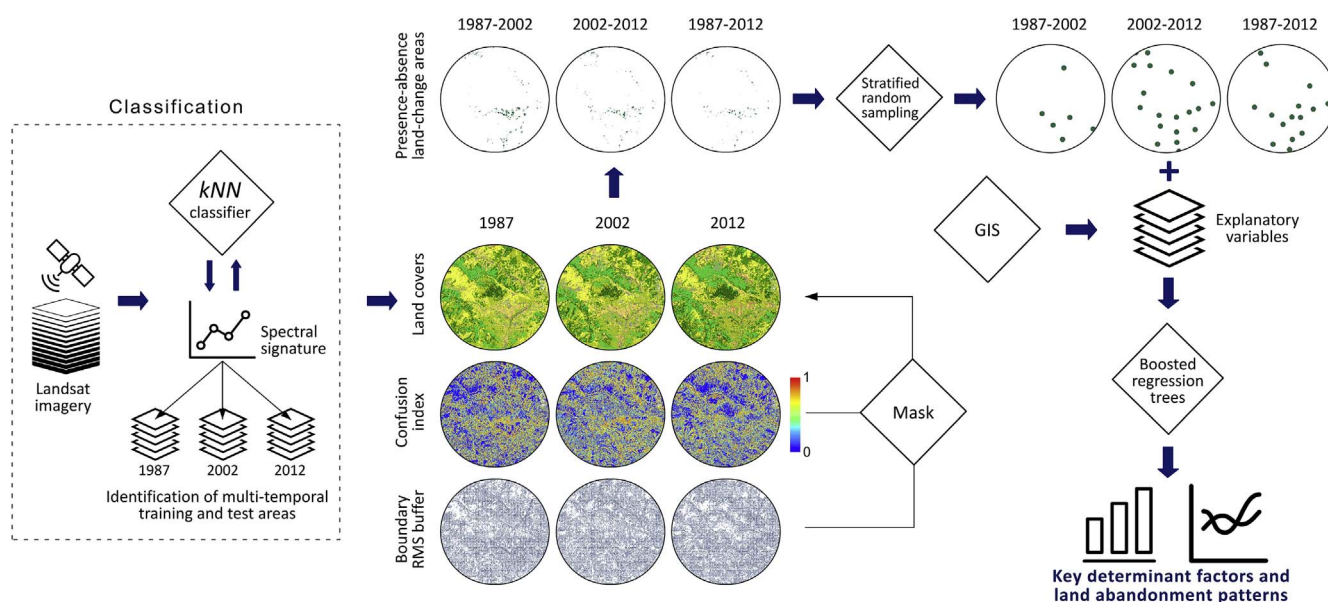 Classification
Landsat
imagery
kNN
classifier
Spectral
signature
1987
2002
2012
Identification of multi-temporal
training and test areas
Presence-absence
land-change areas
1987-2002
2002-2012
1987-2012
Land covers
1987
2002
2012
Confusion
index
1
0
Boundary
RMS buffer
Mask
Stratified
random
sampling
1987-2002
2002-2012
1987-2012
+
GIS
Explanatory
variables
Boosted
regression
trees
Key determinant factors and
land abandonment patterns